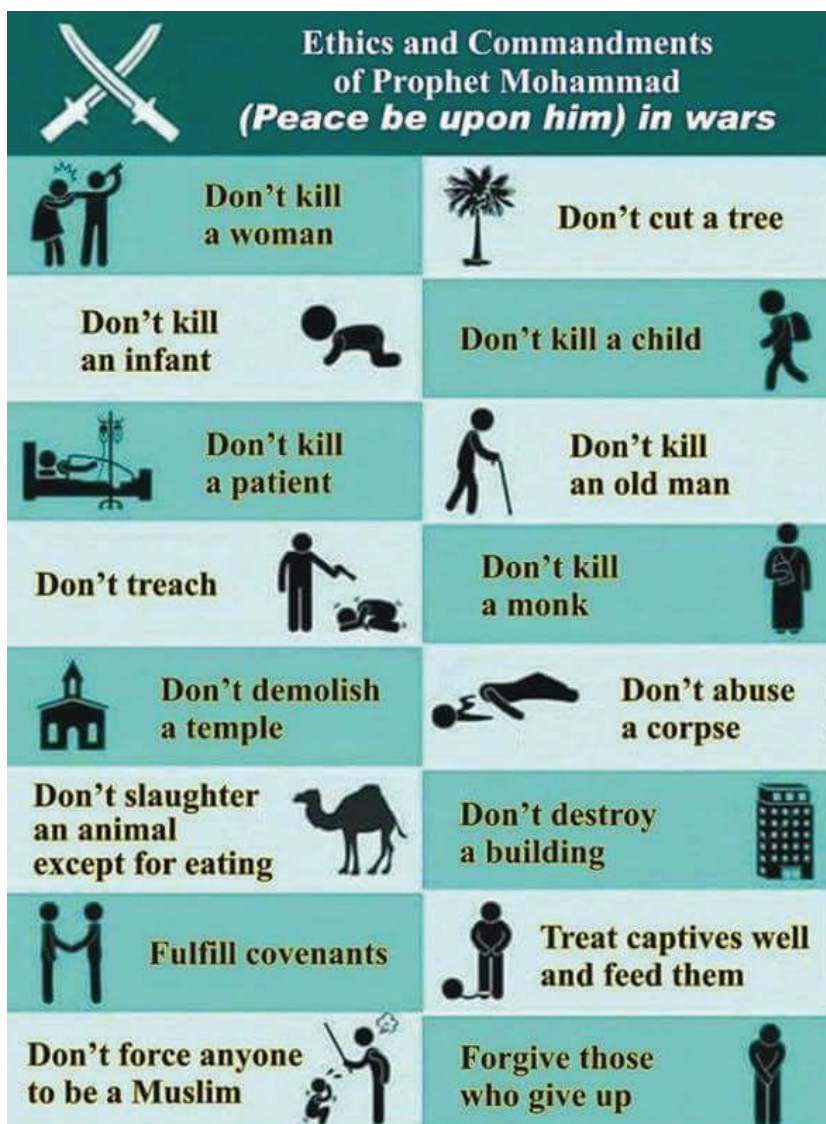 Ethics and Commandments
of Prophet Mohammad
(Peace be upon him) in wars
Don't kill
a woman
Don't cut a tree
Don't kill
an infant
Don't kill a child
Don't kill
a patient
Don't kill
an old man
Don't treach
Don't kill
a monk
Don't demolish
a temple
Don't abuse
a corpse
Don't slaughter
an animal
except for eating
Don't destroy
a building
Fulfill covenants
Treat captives well
and feed them
Don't force anyone
to be a Muslim
Forgive those
who give up